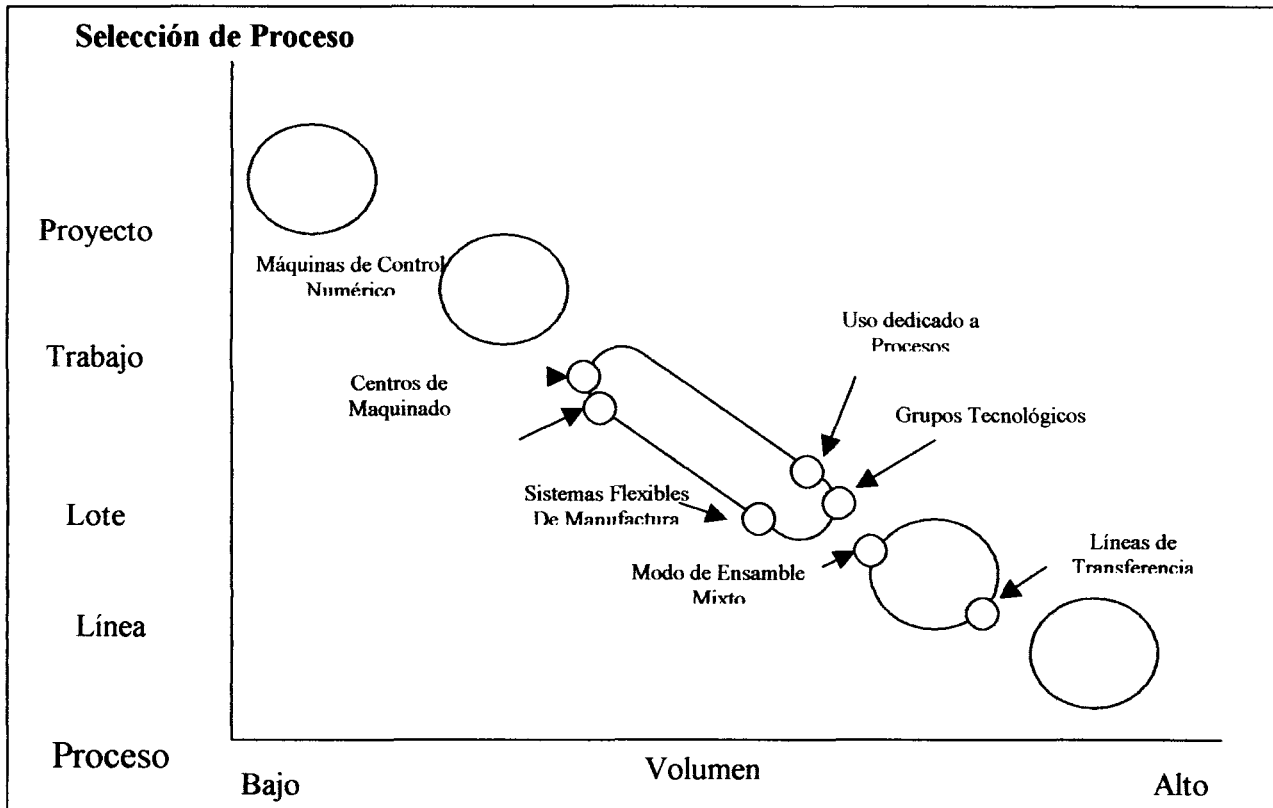 Selección de Proceso
Proyecto
Máquinas de Control
Numérico
Uso dedicado a
Procesos
Trabajo
Centros de
Maquinado
Grupos Tecnológicos
Sistemas Flexibles
De Manufactura
Lote
Líneas de
Transferencia
Modo de Ensamble
Mixto
Línea
Proceso
Bajo
Volumen
Alto